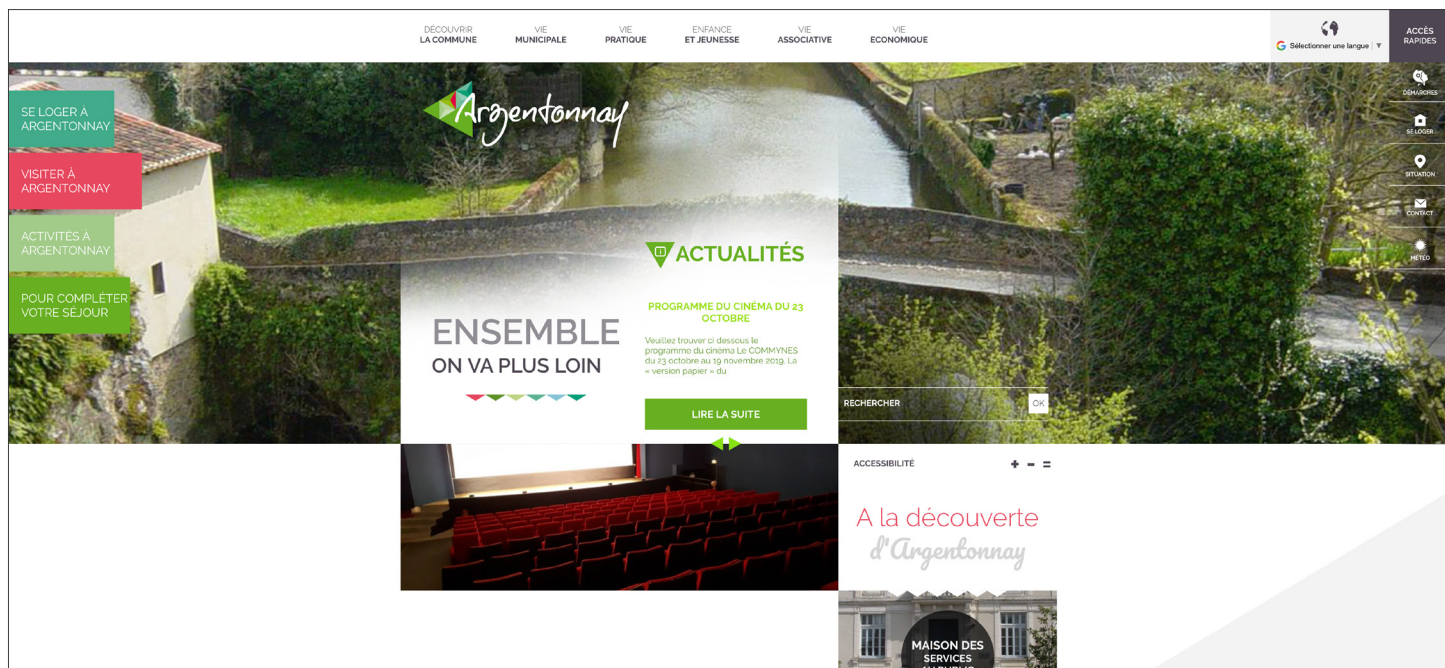 DÉCOUVRIR
LA COMMUNE
VIE
MUNICIPALE
VIE
PRATIQUE
ENFANCE
ET JEUNESSE
VIE
ASSOCIATIVE
VIE
ECONOMIQUE
G Sélectionner une langue ▼
ACCÈS
RAPIDES
DÉMARCHES
SE LOGER
SITUATION
CONTACT
MÉTÉO
SE LOGER À
ARGENTONNAY
VISITER À
ARGENTONNAY
ACTIVITÉS À
ARGENTONNAY
POUR COMPLÉTER
VOTRE SÉJOUR
Argentonnay
ACTUALITÉS
ENSEMBLE
ON VA PLUS LOIN
PROGRAMME DU CINÉMA DU 23
OCTOBRE
Veuillez trouver ci dessous le
programme du cinéma Le COMMYNES
du 23 octobre au 19 novembre 2019. La
« version papier » du
LIRE LA SUITE
RECHERCHER
OK
ACCESSIBILITÉ + - =
A la découverte
d'Argentonnay
MAISON DES
SERVICES
AU PUBLIC